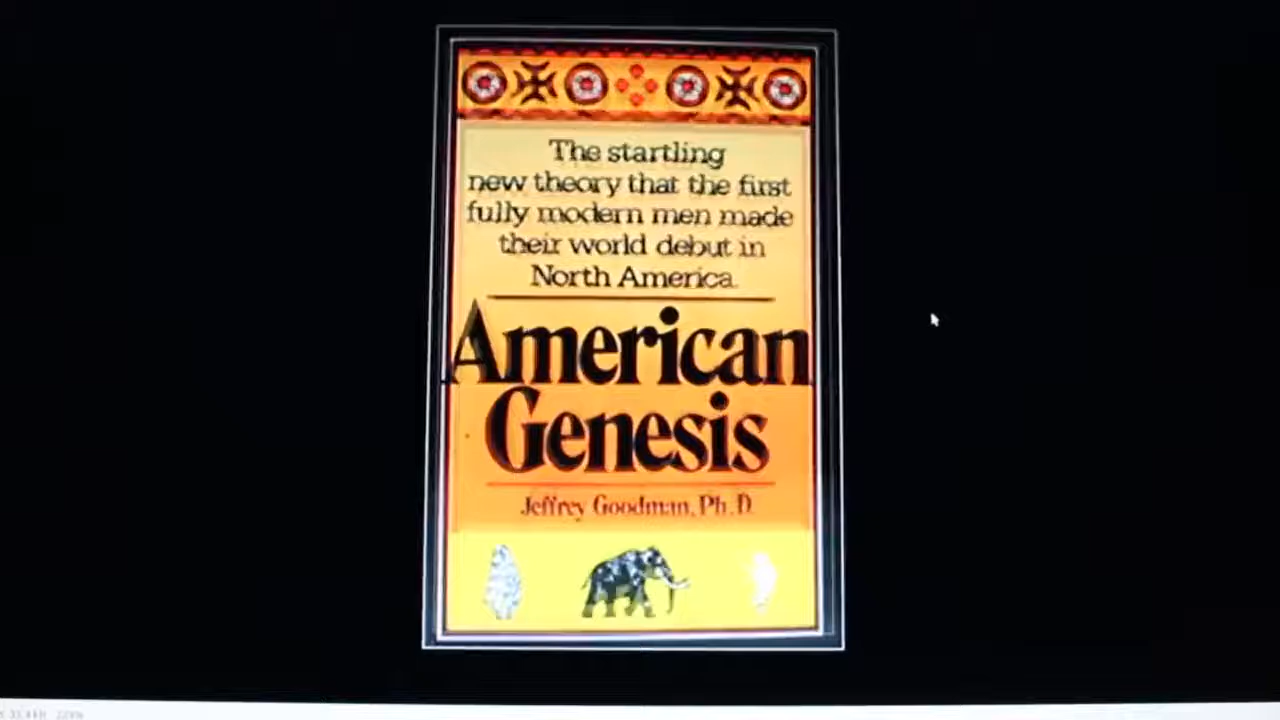 The startling
new theory that the first
fully modern men made
their world debut in
North America.
American
Genesis
Jeffrey Goodman, Ph.D.